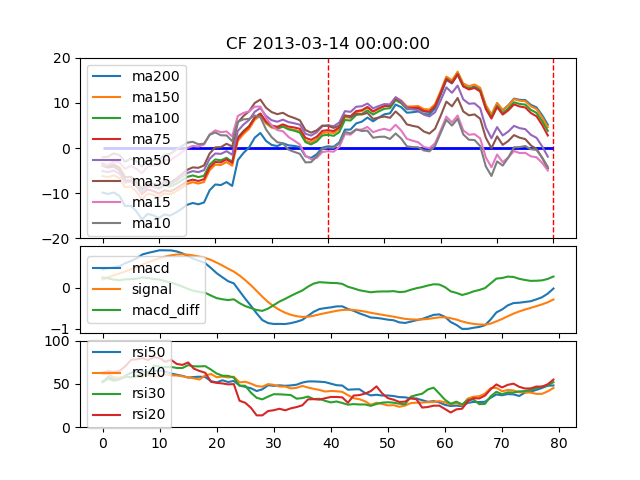 CF 2013-03-14 00:00:00
20
10
0
−10
−20
ma200
ma150
ma100
ma75
ma50
ma35
ma15
ma10
0
−1
macd
signal
macd_diff
100
50
0
rsi50
rsi40
rsi30
rsi20
0 10 20 30 40 50 60 70 80